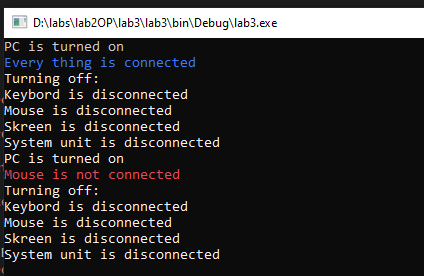 D:\labs\lab2OP\lab3\lab3\bin\Debug\lab3.exe
PC is turned on
Every thing is connected
Turning off:
Keybord is disconnected
Mouse is disconnected
Skreen is disconnected
System unit is disconnected
PC is turned on
Mouse is not connected
Turning off:
Keybord is disconnected
Mouse is disconnected
Skreen is disconnected
System unit is disconnected